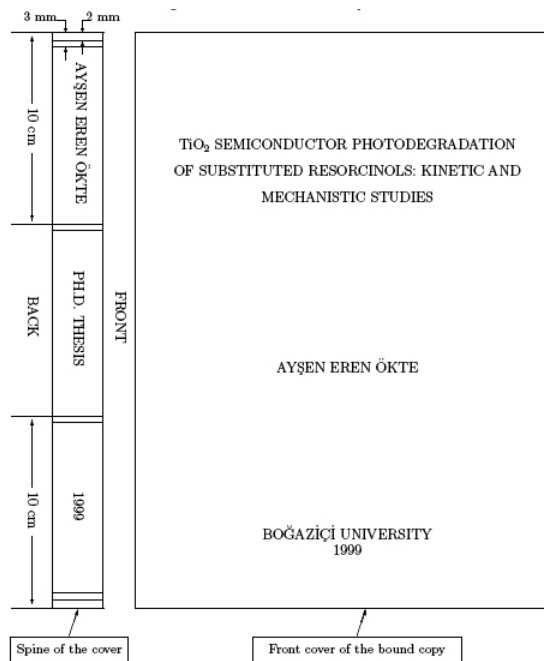 3 mm
2 mm
10 cm
AYŞEN EREN ÖKTE
BACK
PH.D. THESIS
FRONT
10 cm
1999
TiO₂ SEMICONDUCTOR PHOTODEGRADATION
OF SUBSTITUTED RESORCINOLS: KINETIC AND
MECHANISTIC STUDIES
AYŞEN EREN ÖKTE
BOĞAZİÇİ UNIVERSITY
1999
Spine of the cover
Front cover of the bound copy